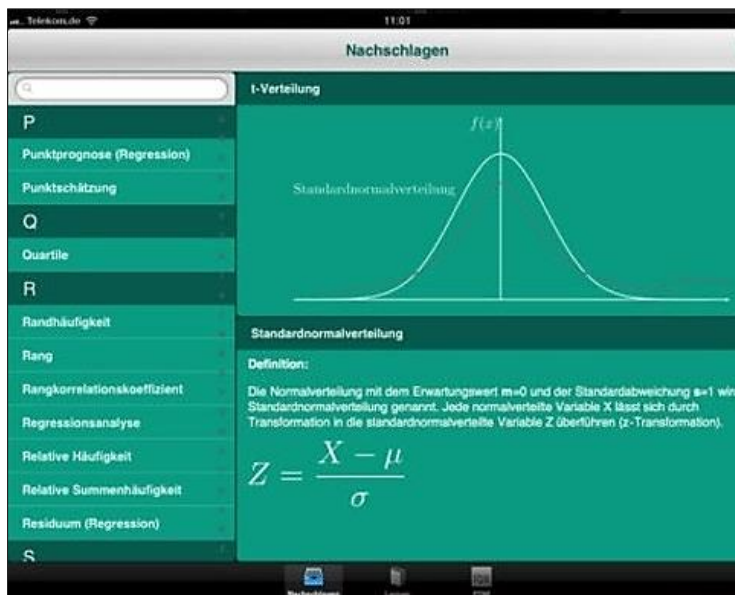 Telekom.de
11:01
Nachschlagen
P
Punktprognose (Regression)
Punktschätzung
Q
Quartile
R
Randhäufigkeit
Rang
Rangkorrelationskoeffizient
Regressionsanalyse
Relative Häufigkeit
Relative Summenhäufigkeit
Residuum (Regression)
S
t-Verteilung
f(x)
Standardnormalverteilung
Standardnormalverteilung
Definition:
Die Normalverteilung mit dem Erwartungswert m=0 und der Standardabweichung s=1 wir
Standardnormalverteilung genannt. Jede normalverteilte Variable X lässt sich durch
Transformation in die standardnormalverteilte Variable Z überführen (z-Transformation).
Z = (X − μ) / σ
Nachschlagen